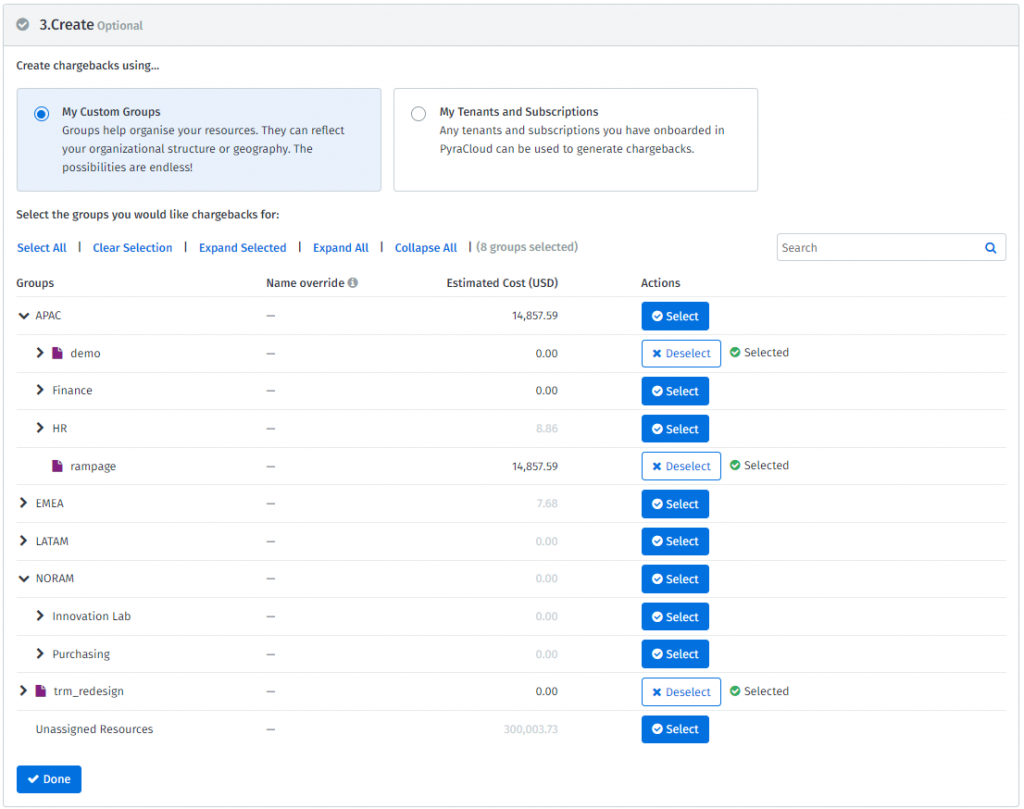 3.Create Optional
Create chargebacks using...
My Custom Groups
Groups help organise your resources. They can reflect
your organizational structure or geography. The
possibilities are endless!
My Tenants and Subscriptions
Any tenants and subscriptions you have onboarded in
PyraCloud can be used to generate chargebacks.
Select the groups you would like chargebacks for:
Select All | Clear Selection | Expand Selected | Expand All | Collapse All | (8 groups selected)
Search
Groups Name override Estimated Cost (USD) Actions
APAC — 14,857.59 Select
demo — 0.00 Deselect Selected
Finance — 0.00 Select
HR — 8.86 Select
rampage — 14,857.59 Deselect Selected
EMEA — 7.68 Select
LATAM — 0.00 Select
NORAM — 0.00 Select
Innovation Lab — 0.00 Select
Purchasing — 0.00 Select
trm_redesign — 0.00 Deselect Selected
Unassigned Resources — 300,003.73 Select
Done